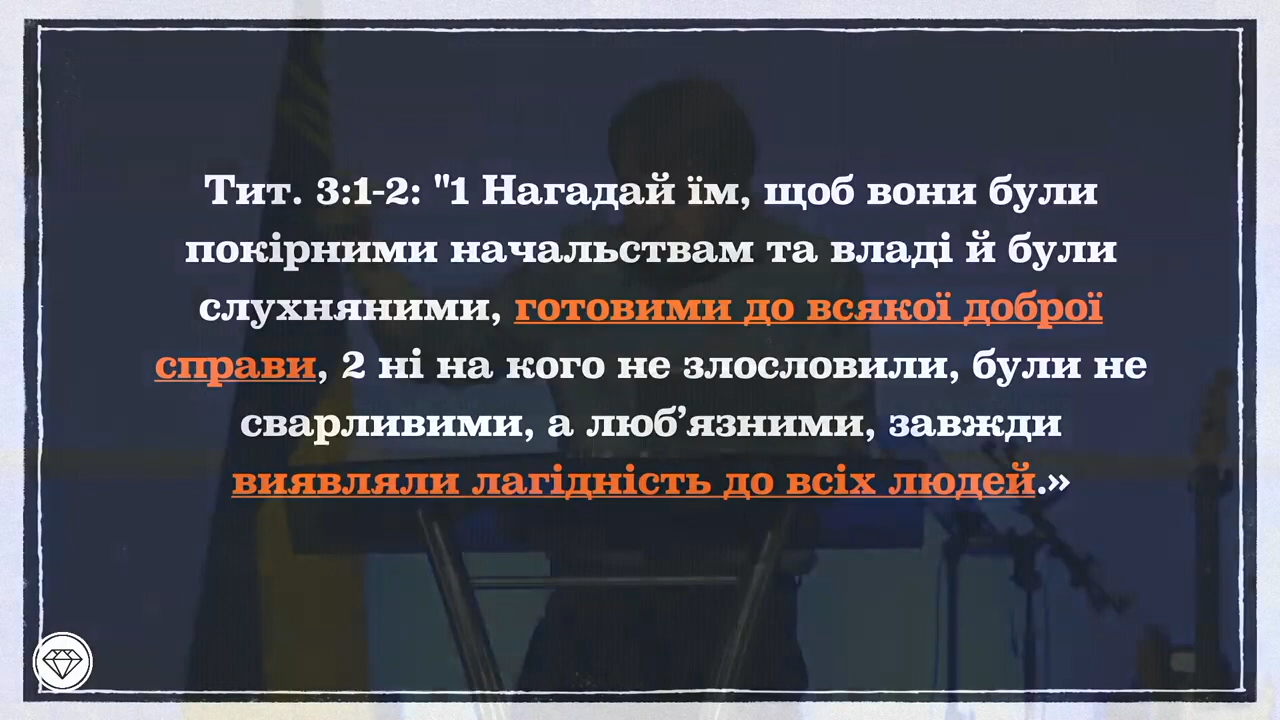 Тит. 3:1-2: "1 Нагадай їм, щоб вони були
покірними начальствам та владі й були
слухняними, готовими до всякої доброї
справи, 2 ні на кого не злословили, були не
сварливими, а люб’язними, завжди
виявляли лагідність до всіх людей.»